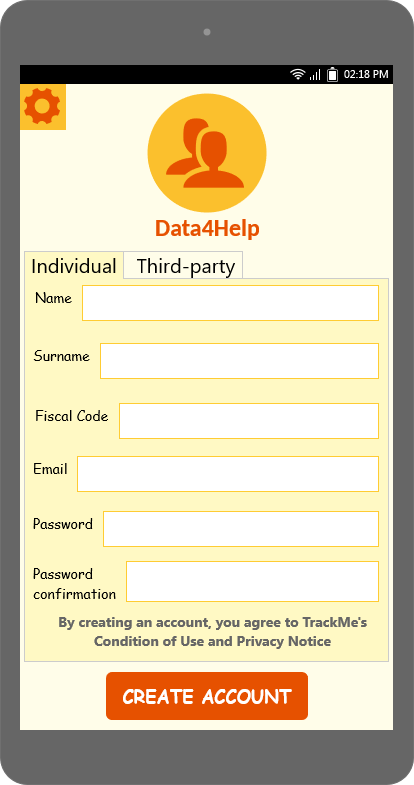 02:18 PM
Data4Help
Individual Third-party
Name
Surname
Fiscal Code
Email
Password
Password
confirmation
By creating an account, you agree to TrackMe's
Condition of Use and Privacy Notice
CREATE ACCOUNT